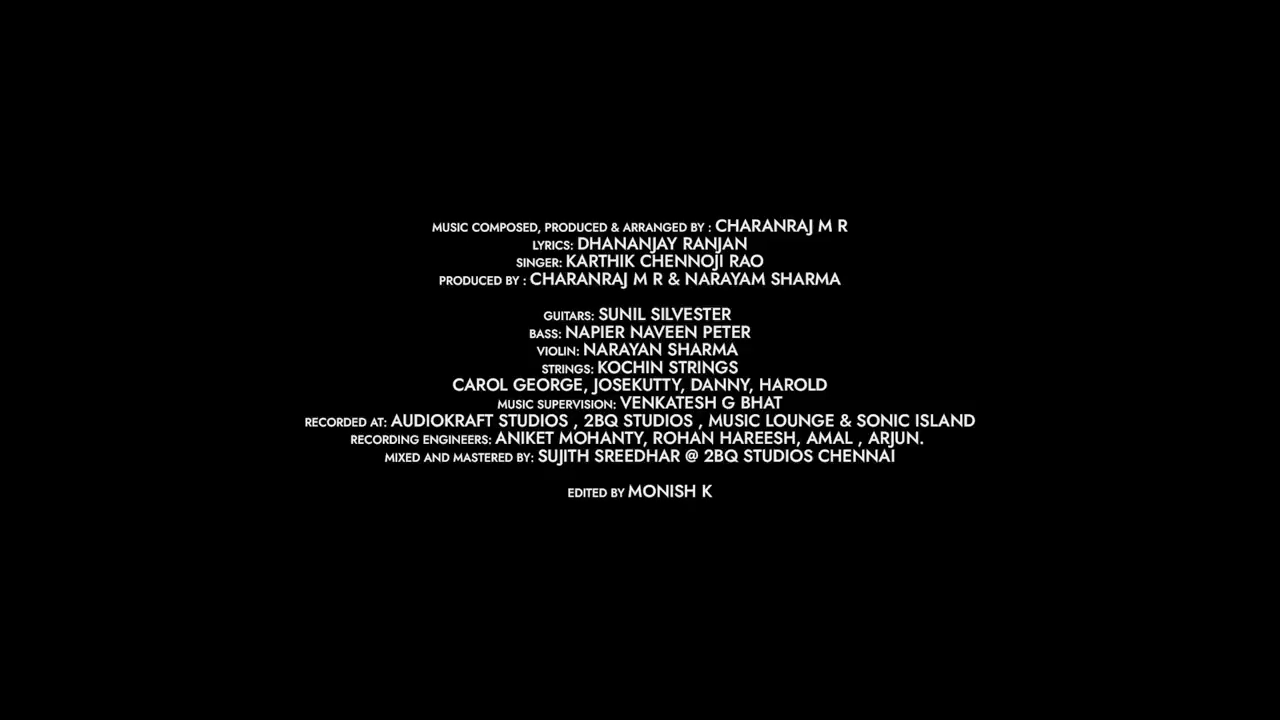 MUSIC COMPOSED, PRODUCED & ARRANGED BY : CHARANRAJ M R
LYRICS: DHANANJAY RANJAN
SINGER: KARTHIK CHENNOJI RAO
PRODUCED BY : CHARANRAJ M R & NARAYAM SHARMA
GUITARS: SUNIL SILVESTER
BASS: NAPIER NAVEEN PETER
VIOLIN: NARAYAN SHARMA
STRINGS: KOCHIN STRINGS
CAROL GEORGE, JOSEKUTTY, DANNY, HAROLD
MUSIC SUPERVISION: VENKATESH G BHAT
RECORDED AT: AUDIOKRAFT STUDIOS , 2BQ STUDIOS , MUSIC LOUNGE & SONIC ISLAND
RECORDING ENGINEERS: ANIKET MOHANTY, ROHAN HAREESH, AMAL , ARJUN.
MIXED AND MASTERED BY: SUJITH SREEDHAR @ 2BQ STUDIOS CHENNAI
EDITED BY MONISH K